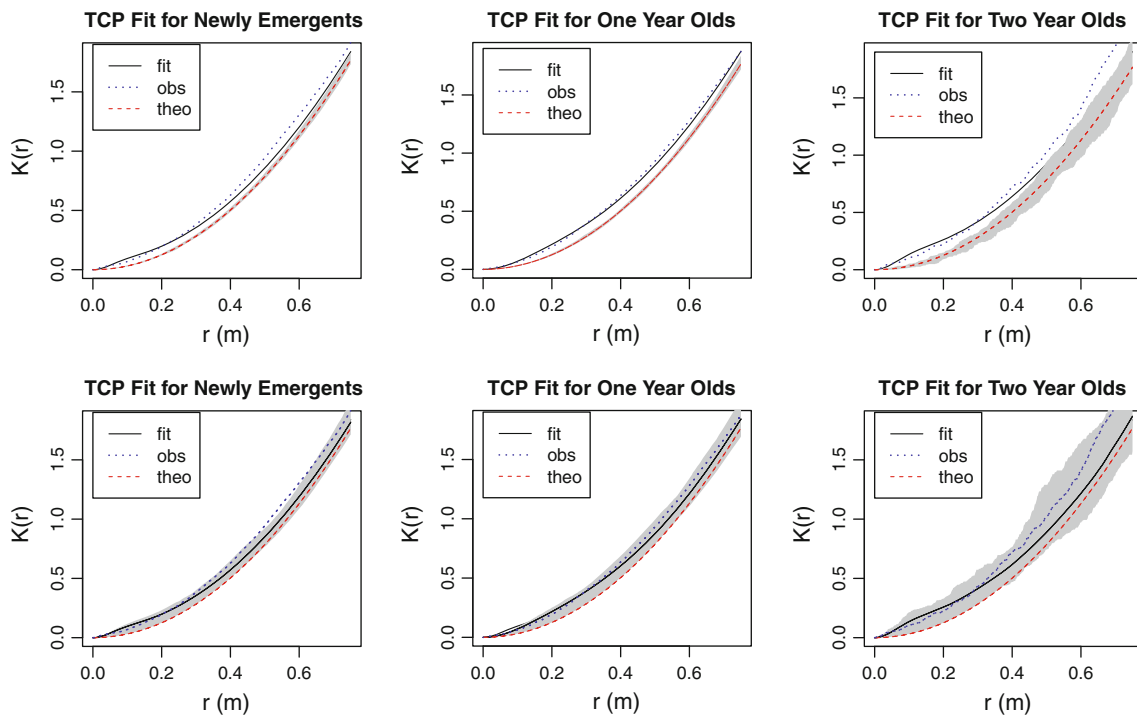 TCP Fit for Newly Emergents
fit
obs
theo
K(r)
0.0 0.5 1.0 1.5
0.0 0.2 0.4 0.6
r (m)
TCP Fit for One Year Olds
fit
obs
theo
K(r)
0.0 0.5 1.0 1.5
0.0 0.2 0.4 0.6
r (m)
TCP Fit for Two Year Olds
fit
obs
theo
K(r)
0.0 0.5 1.0 1.5
0.0 0.2 0.4 0.6
r (m)
TCP Fit for Newly Emergents
fit
obs
theo
K(r)
0.0 0.5 1.0 1.5
0.0 0.2 0.4 0.6
r (m)
TCP Fit for One Year Olds
fit
obs
theo
K(r)
0.0 0.5 1.0 1.5
0.0 0.2 0.4 0.6
r (m)
TCP Fit for Two Year Olds
fit
obs
theo
K(r)
0.0 0.5 1.0 1.5
0.0 0.2 0.4 0.6
r (m)